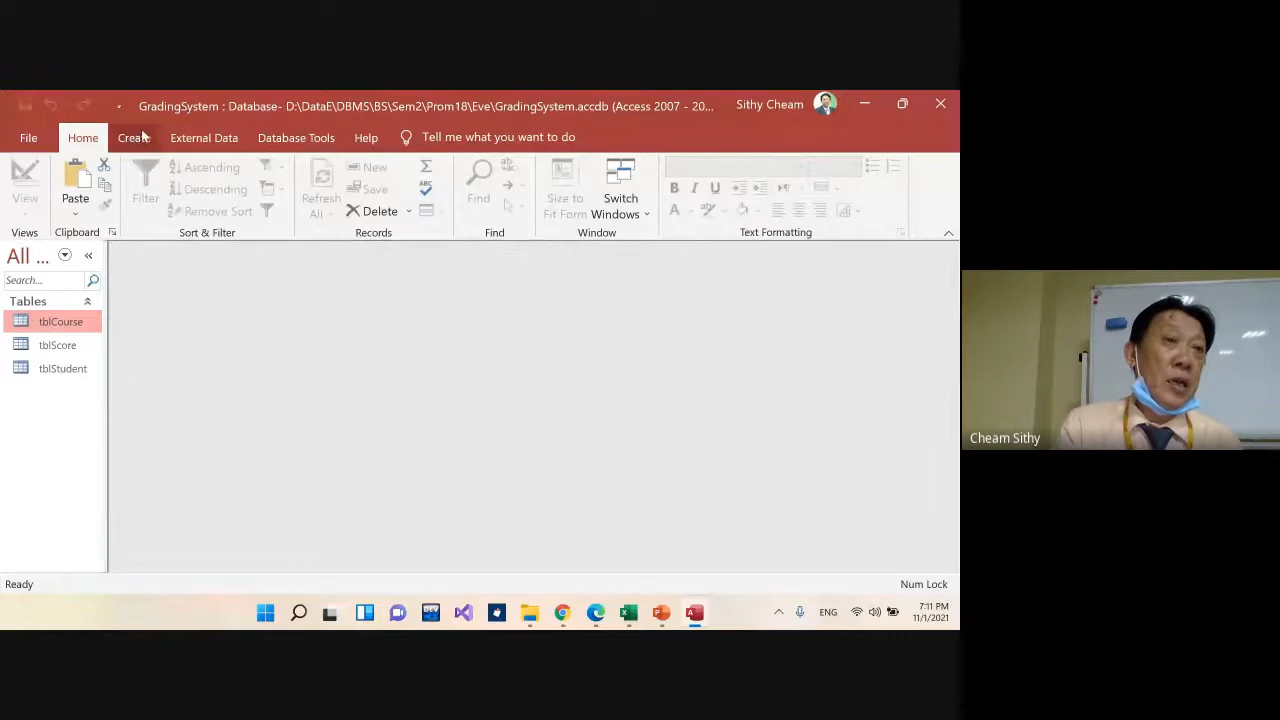 GradingSystem : Database- D:\DataE\DBMS\BS\Sem2\Prom18\Eve\GradingSystem.accdb (Access 2007 - 20...
Sithy Cheam
File
Home
Create
External Data
Database Tools
Help
Tell me what you want to do
View
Paste
Filter
Ascending
Descending
Remove Sort
Refresh
All
New
Save
Delete
Find
Size to
Fit Form
Switch
Windows
B I U
A
Views
Clipboard
Sort & Filter
Records
Find
Window
Text Formatting
All ...
Search...
Tables
tblCourse
tblScore
tblStudent
Cheam Sithy
Ready
Num Lock
DEV
ENG
7:11 PM
11/1/2021